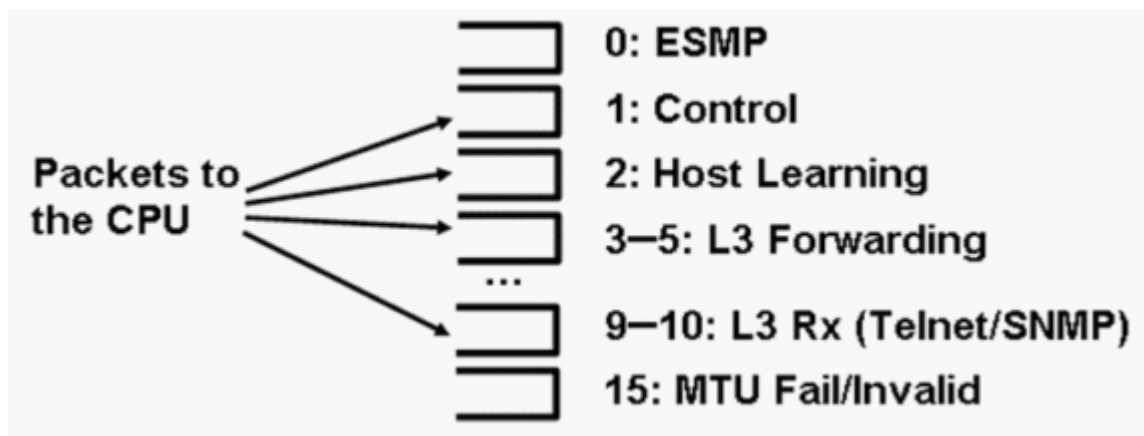 0: ESMP
1: Control
Packets to
the CPU
2: Host Learning
3–5: L3 Forwarding
...
9–10: L3 Rx (Telnet/SNMP)
15: MTU Fail/Invalid